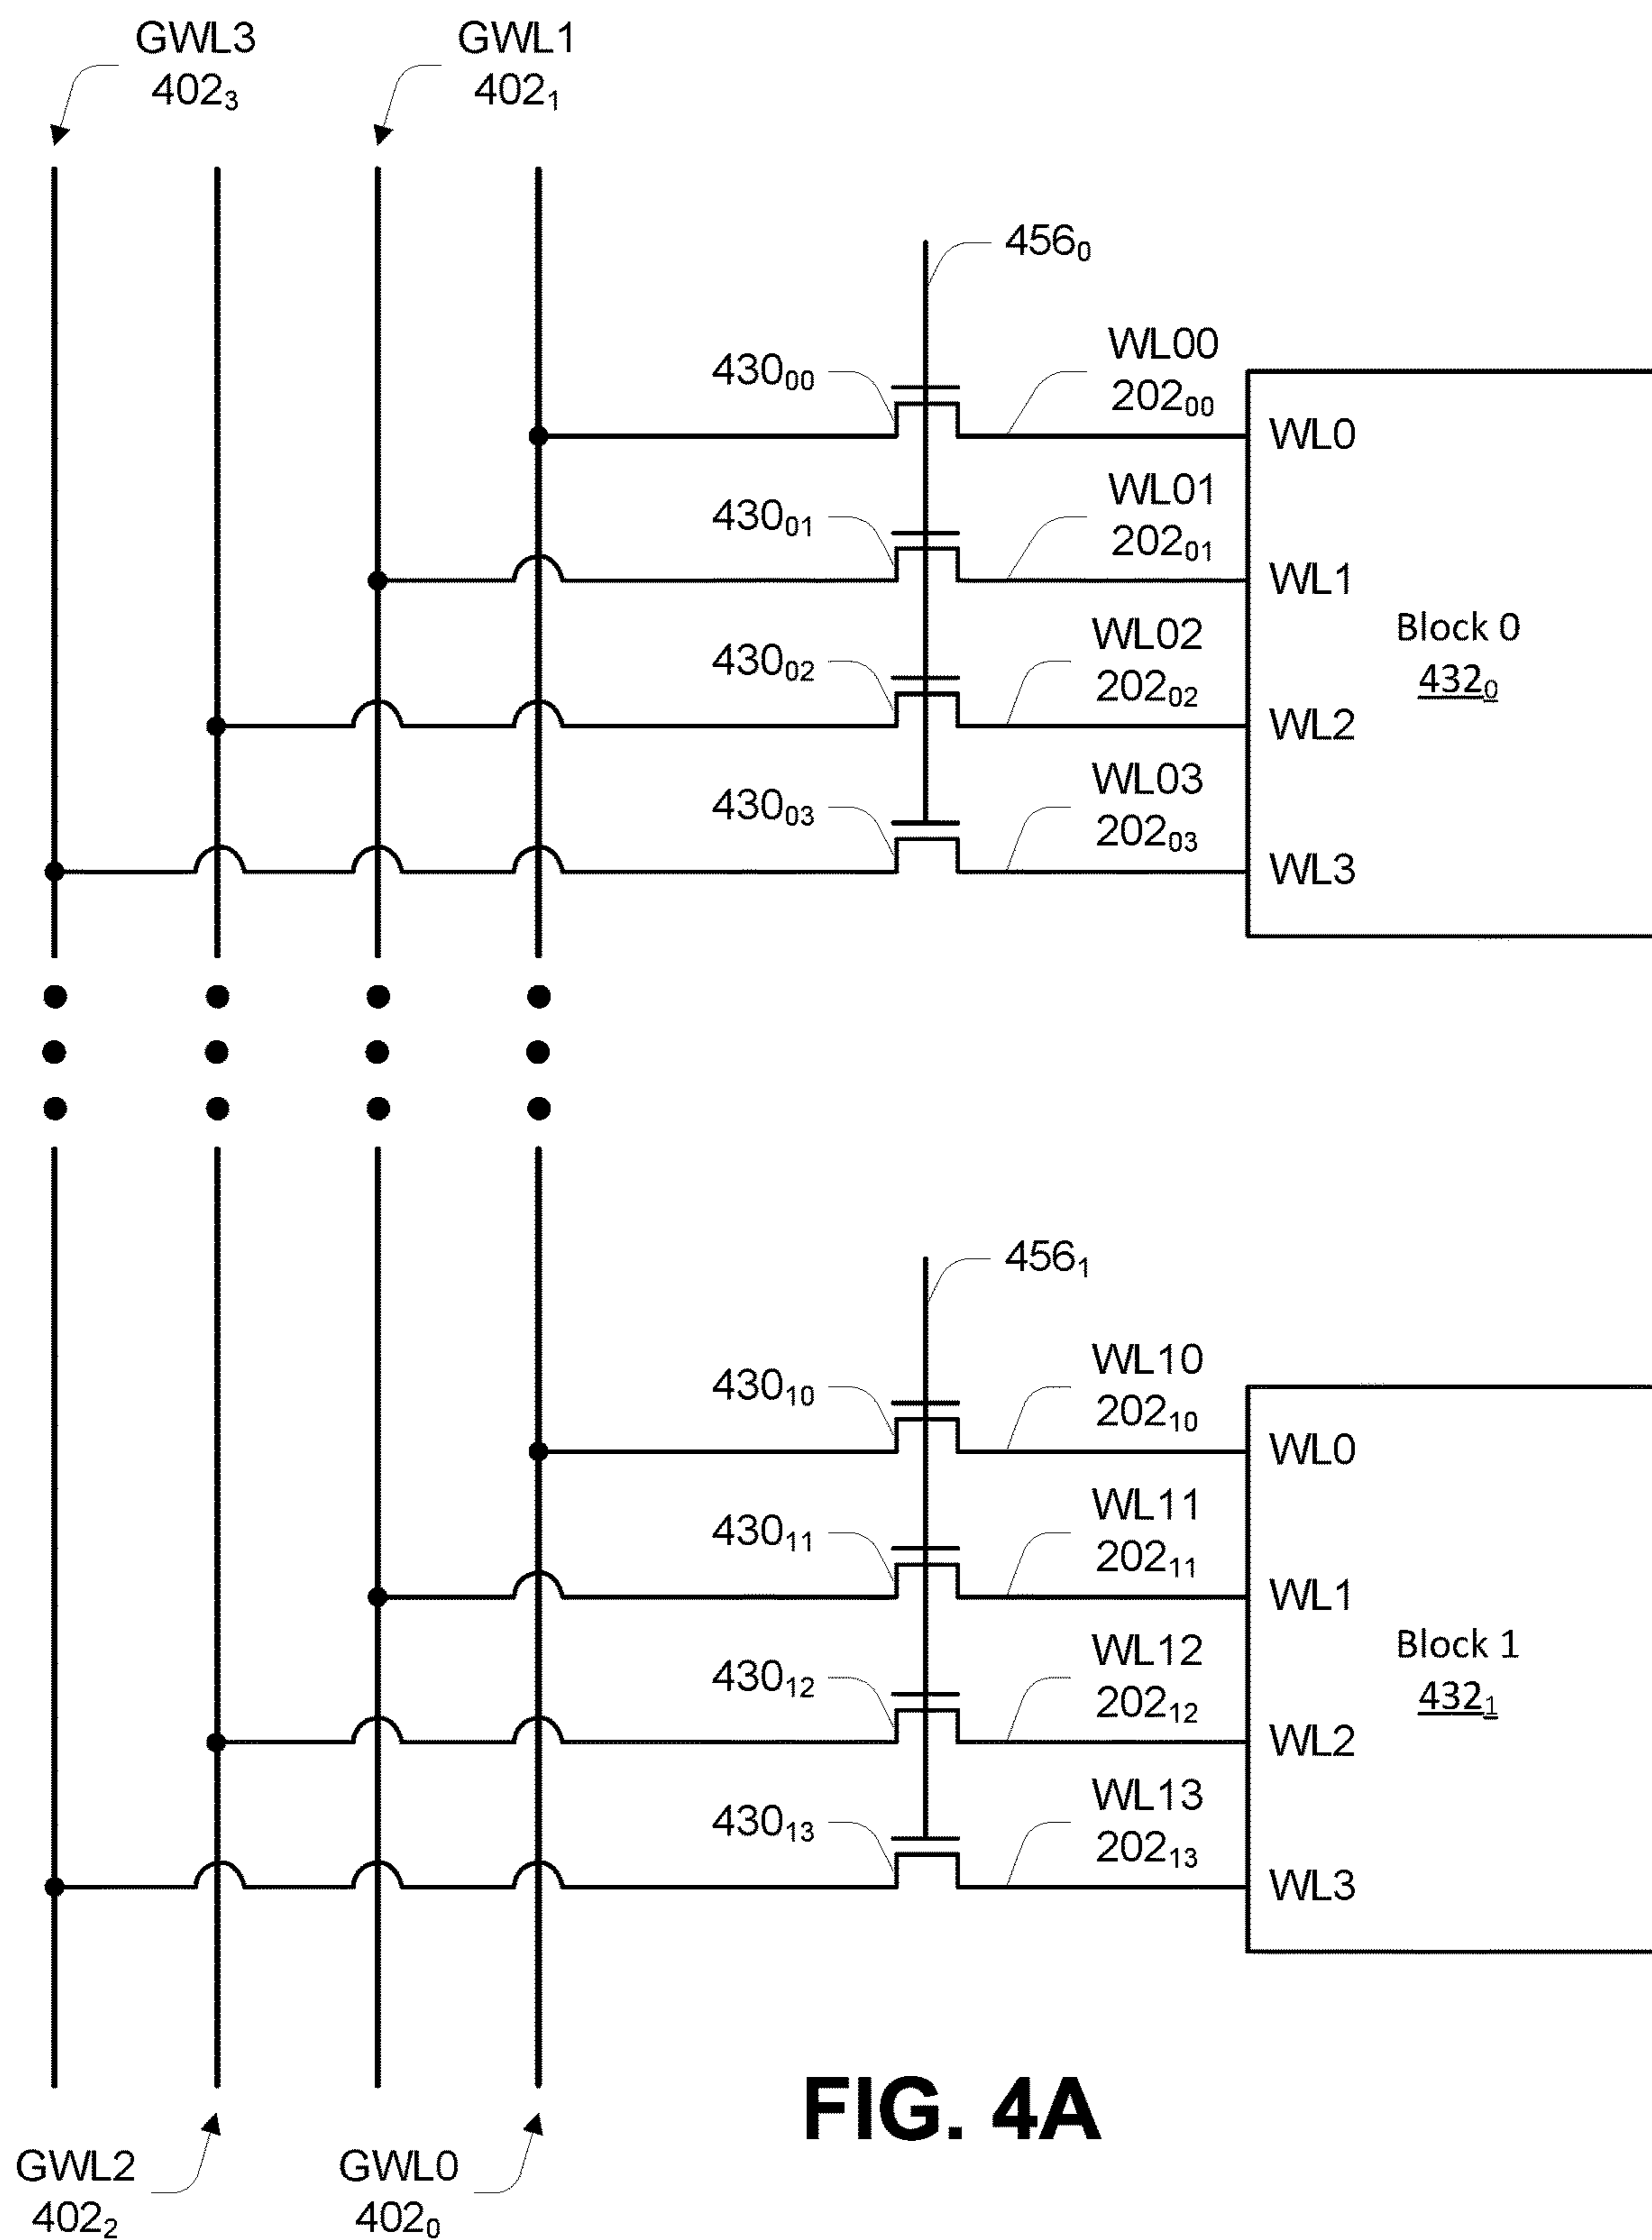 GWL3
402₃
GWL1
402₁
456₀
430₀₀
WL00
202₀₀
WL0
430₀₁
WL01
202₀₁
WL1
Block 0
432₀
430₀₂
WL02
202₀₂
WL2
430₀₃
WL03
202₀₃
WL3
456₁
430₁₀
WL10
202₁₀
WL0
430₁₁
WL11
202₁₁
WL1
Block 1
432₁
430₁₂
WL12
202₁₂
WL2
430₁₃
WL13
202₁₃
WL3
FIG. 4A
GWL2
402₂
GWL0
402₀